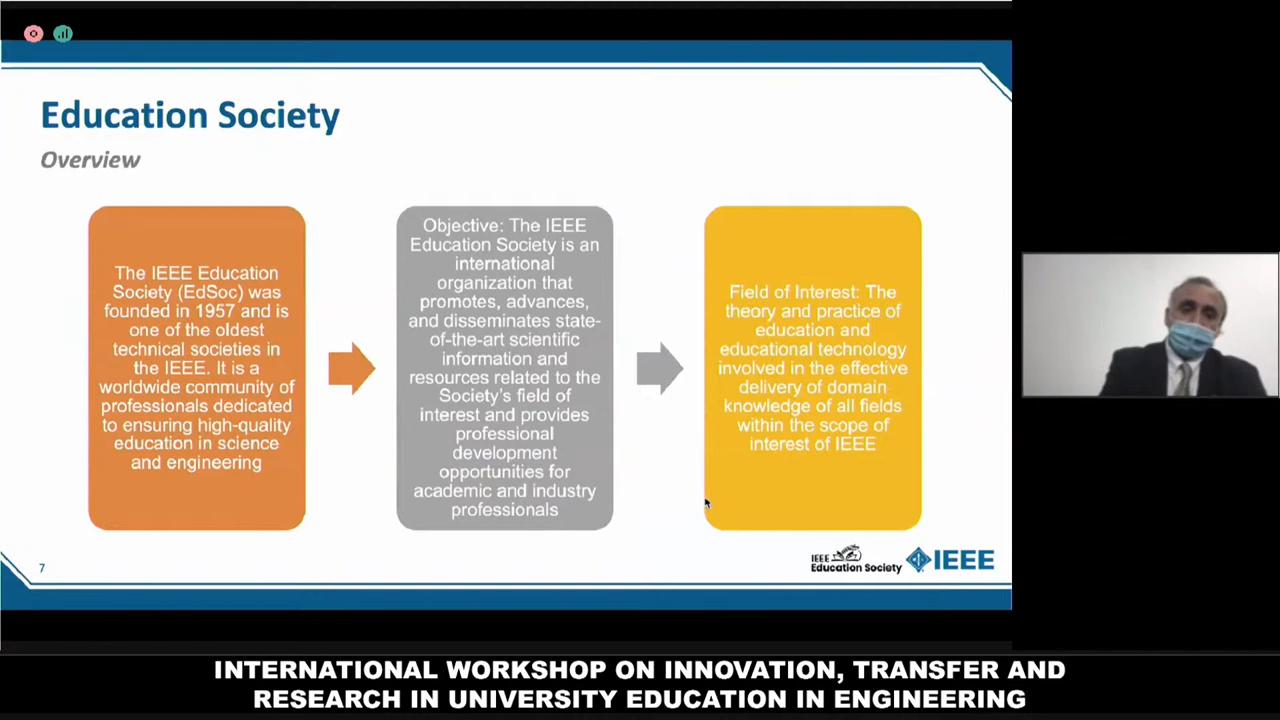 Education Society
Overview
The IEEE Education
Society (EdSoc) was
founded in 1957 and is
one of the oldest
technical societies in
the IEEE. It is a
worldwide community of
professionals dedicated
to ensuring high-quality
education in science
and engineering
Objective: The IEEE
Education Society is an
international
organization that
promotes, advances,
and disseminates state-
of-the-art scientific
information and
resources related to the
Society's field of
interest and provides
professional
development
opportunities for
academic and industry
professionals
Field of Interest: The
theory and practice of
education and
educational technology
involved in the effective
delivery of domain
knowledge of all fields
within the scope of
interest of IEEE
7
IEEE
Education Society
IEEE
INTERNATIONAL WORKSHOP ON INNOVATION, TRANSFER AND
RESEARCH IN UNIVERSITY EDUCATION IN ENGINEERING